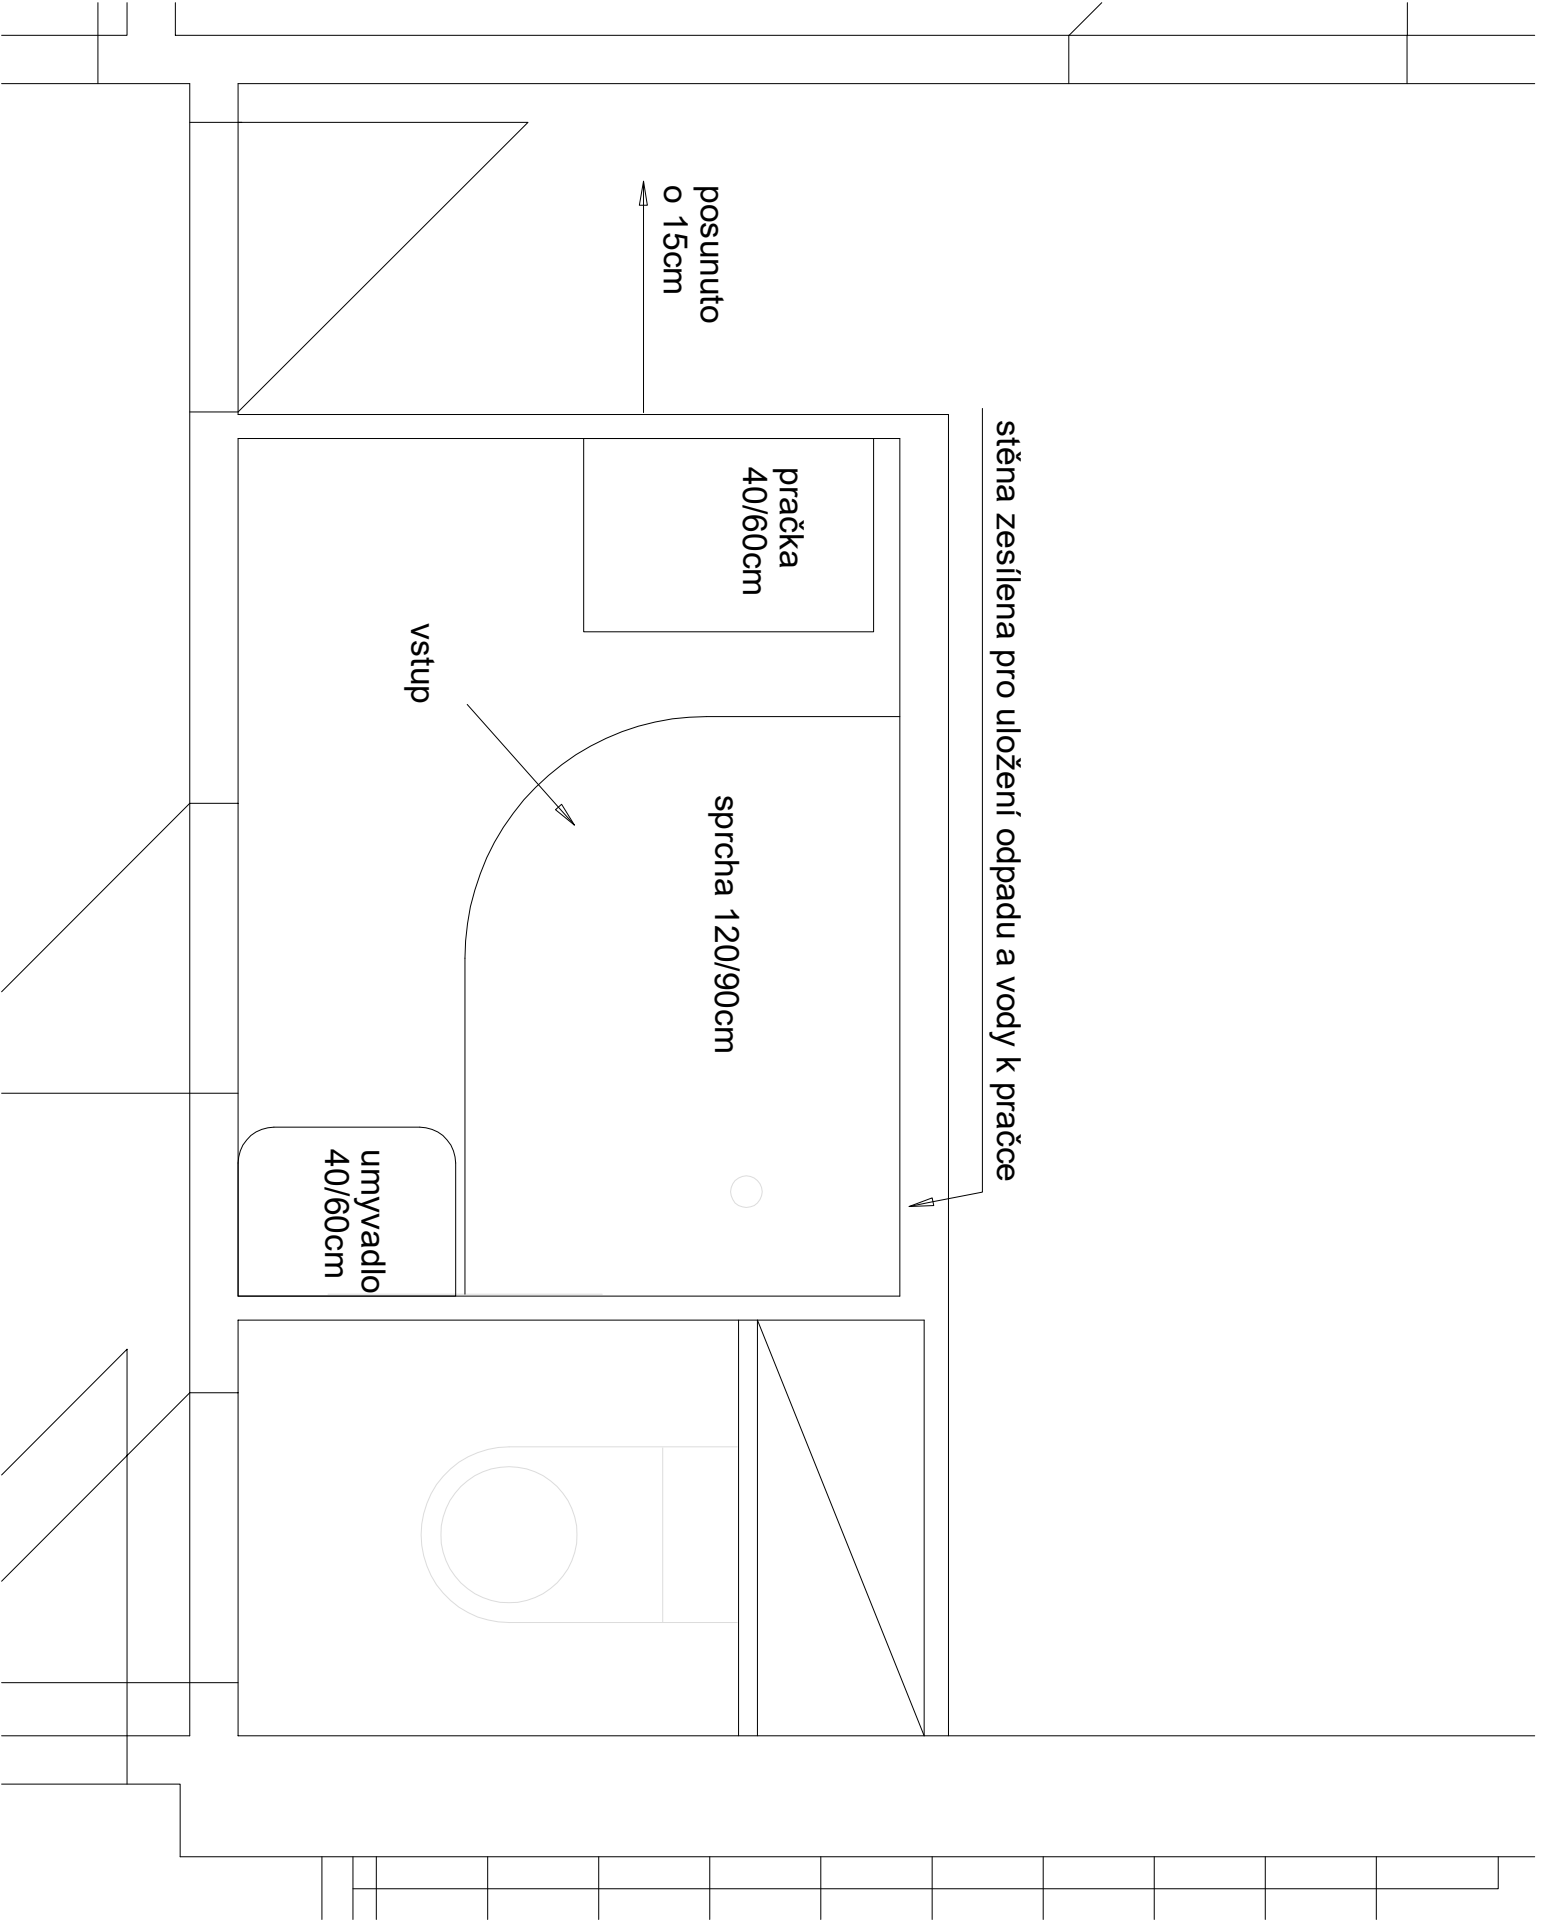 stěna zesílena pro uložení odpadu a vody k pračce
posunuto
o 15cm
pračka
40/60cm
sprcha 120/90cm
vstup
umyvadlo
40/60cm